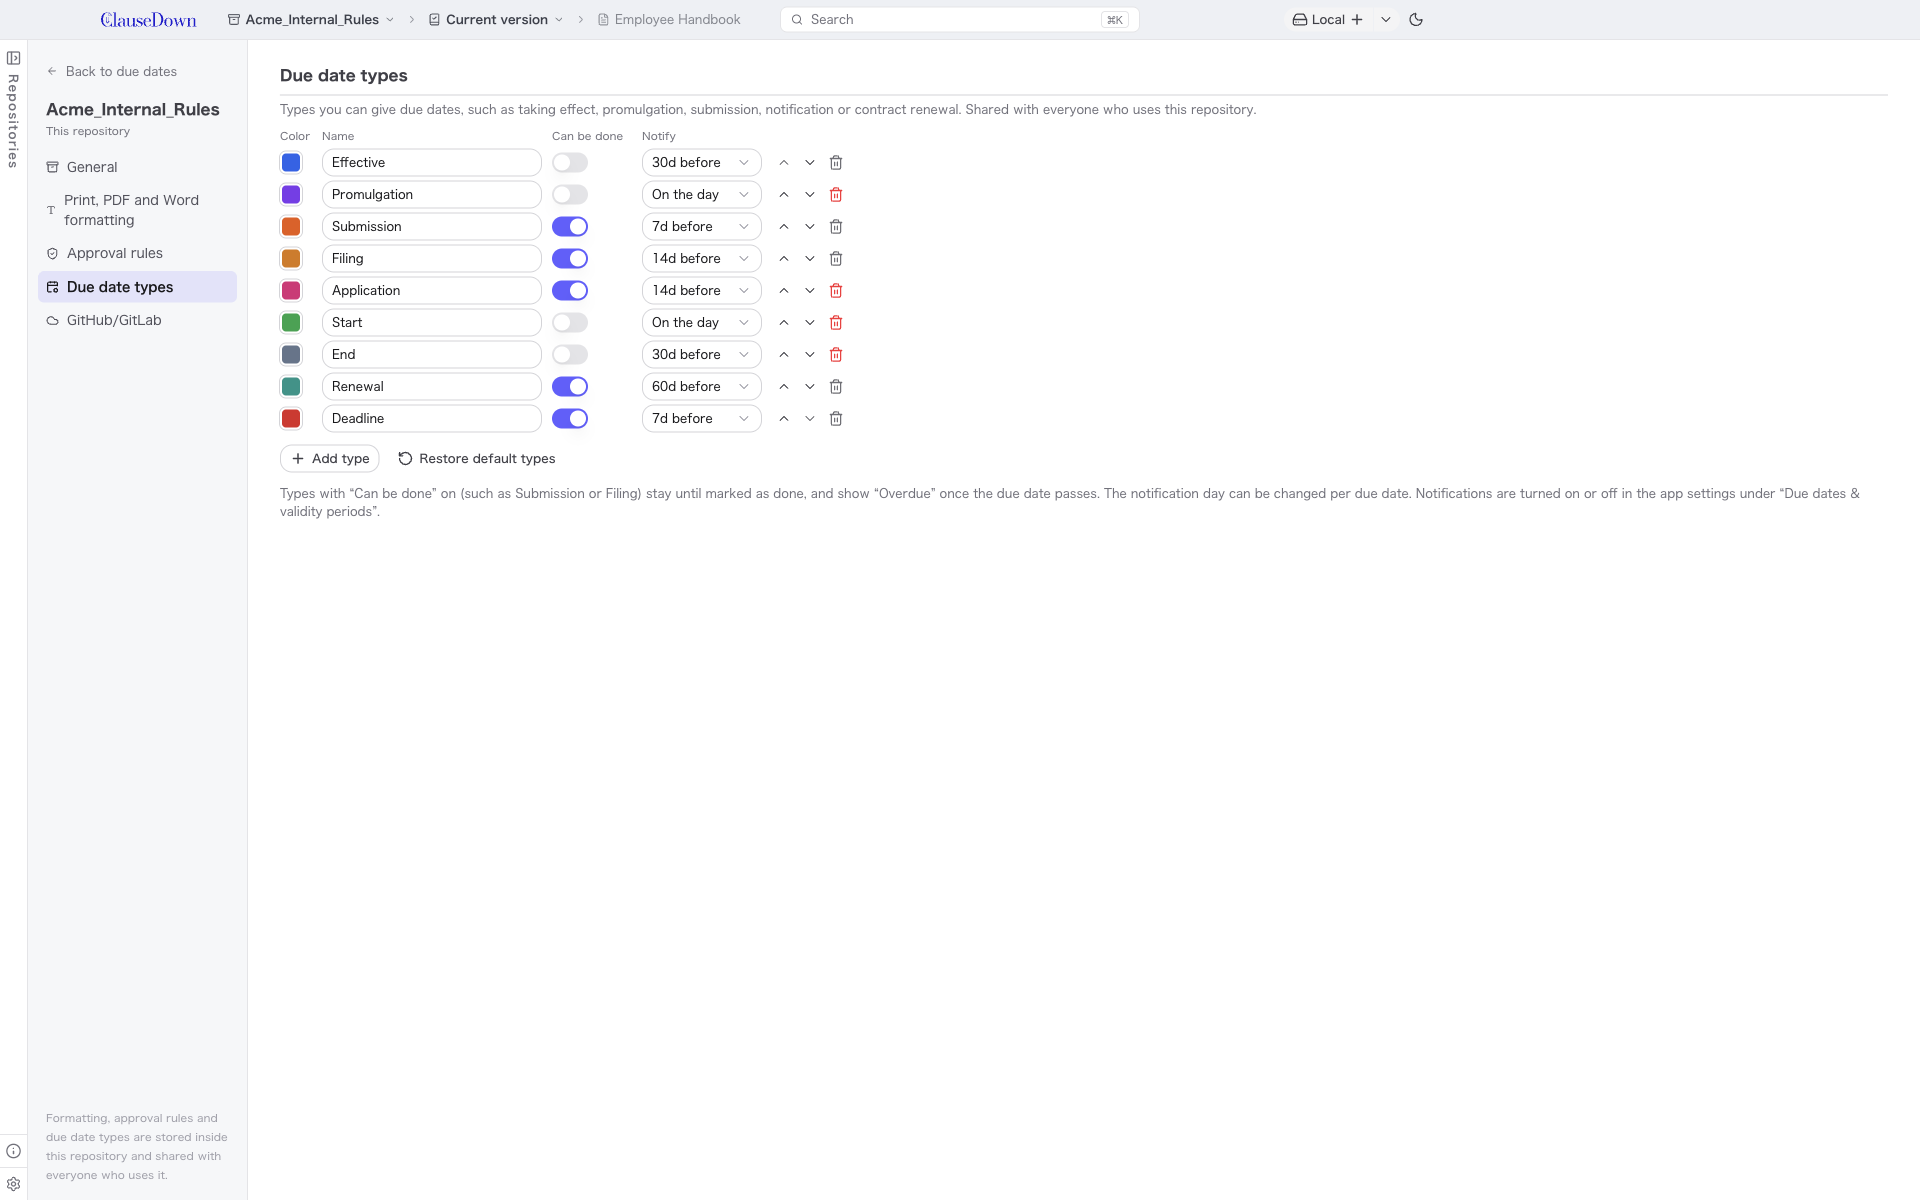 ClauseDown
Acme_Internal_Rules
Current version
Employee Handbook
Search
⌘K
Local
Repositories
Back to due dates
Acme_Internal_Rules
This repository
General
Print, PDF and Word
formatting
Approval rules
Due date types
GitHub/GitLab
Formatting, approval rules and
due date types are stored inside
this repository and shared with
everyone who uses it.
Due date types
Types you can give due dates, such as taking effect, promulgation, submission, notification or contract renewal. Shared with everyone who uses this repository.
Color Name Can be done Notify
Effective 30d before
Promulgation On the day
Submission 7d before
Filing 14d before
Application 14d before
Start On the day
End 30d before
Renewal 60d before
Deadline 7d before
Add type Restore default types
Types with “Can be done” on (such as Submission or Filing) stay until marked as done, and show “Overdue” once the due date passes. The notification day can be changed per due date. Notifications are turned on or off in the app settings under “Due dates &
validity periods”.